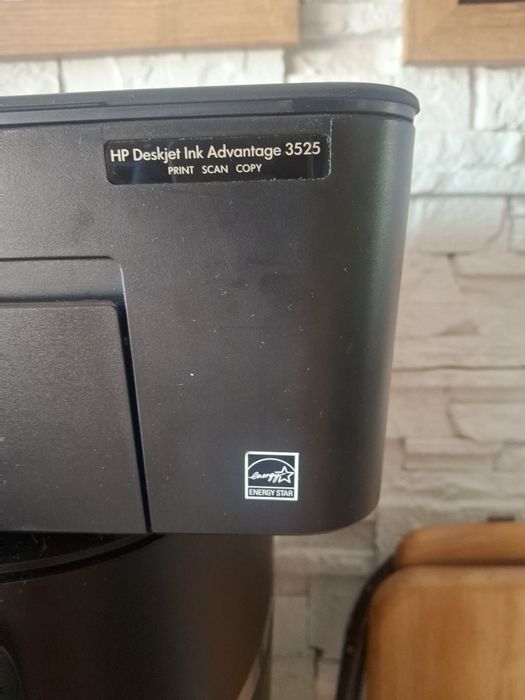 HP Deskjet Ink Advantage 3525
PRINT SCAN COPY
energy
ENERGY STAR